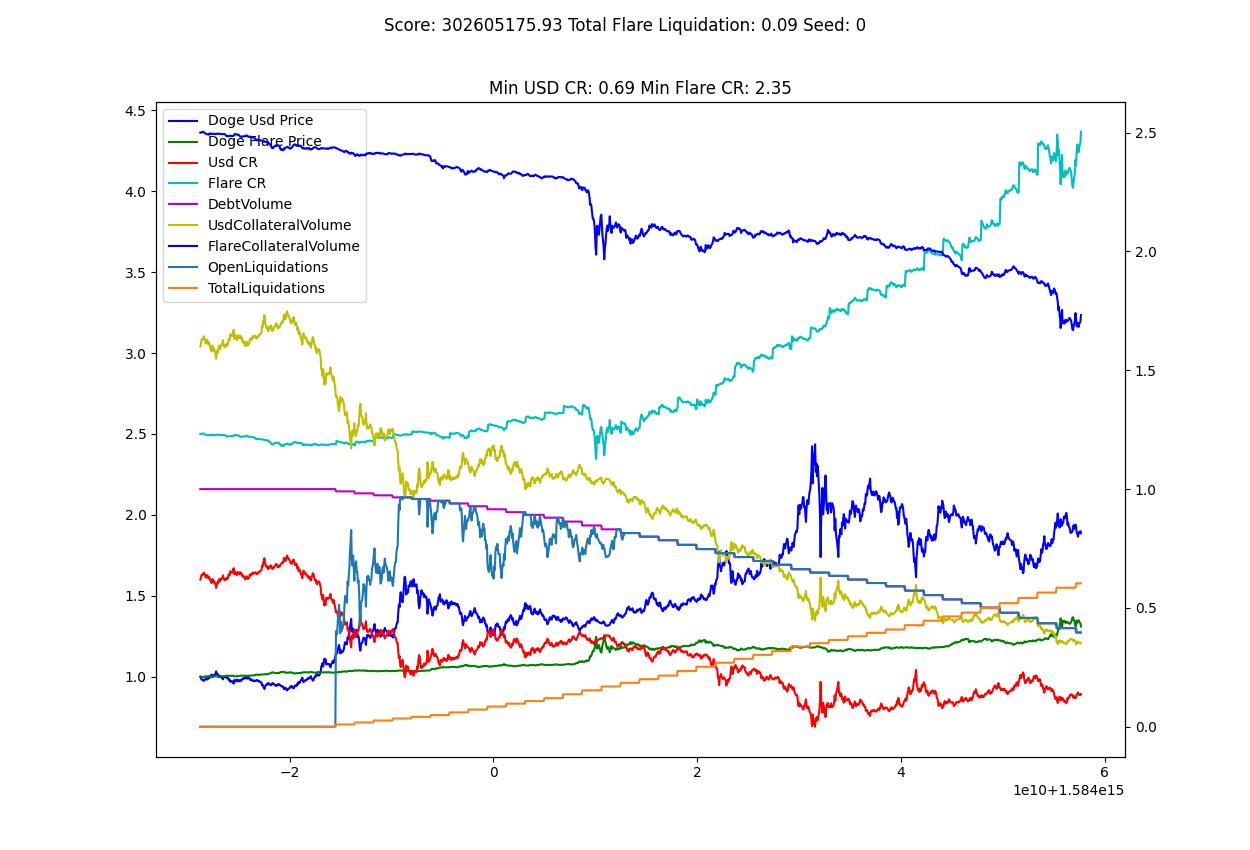 Score: 302605175.93 Total Flare Liquidation: 0.09 Seed: 0
Min USD CR: 0.69 Min Flare CR: 2.35
4.5
4.0
3.5
3.0
2.5
2.0
1.5
1.0
Doge Usd Price
Doge Flare Price
Usd CR
Flare CR
DebtVolume
UsdCollateralVolume
FlareCollateralVolume
OpenLiquidations
TotalLiquidations
2.5
2.0
1.5
1.0
0.5
0.0
−2 0 2 4 6
1e10+1.584e15